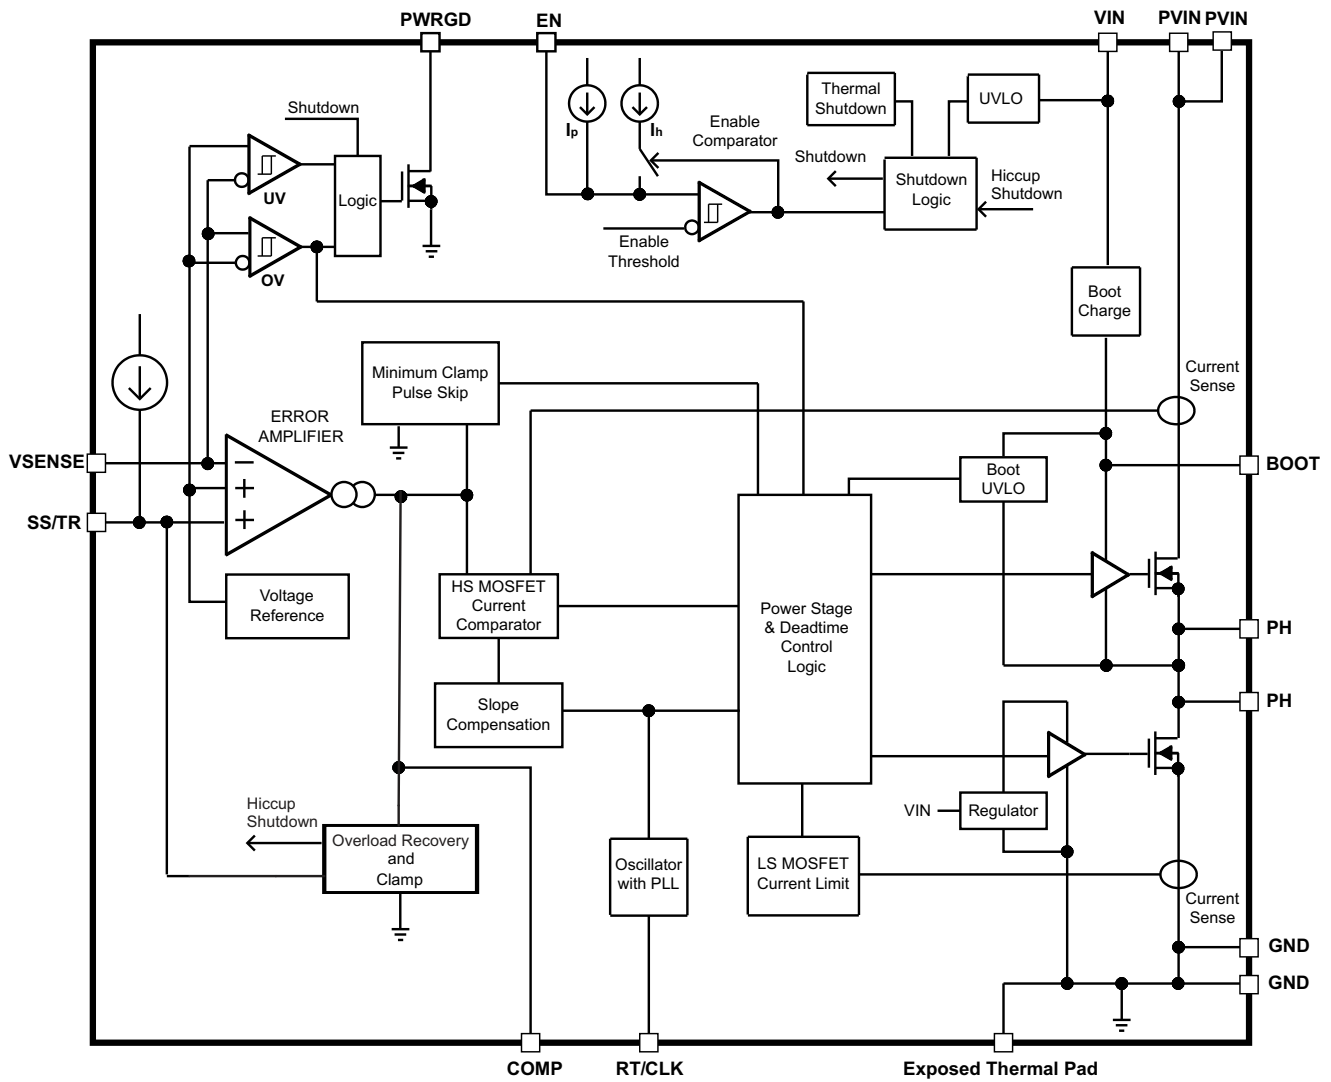 PWRGD
EN
VIN
PVIN
PVIN
Shutdown
Thermal
Shutdown
UVLO
Ip
Ih
Enable
Comparator
UV
Logic
Shutdown
Shutdown
Logic
Hiccup
Shutdown
Enable
Threshold
OV
Boot
Charge
Minimum Clamp
Pulse Skip
Current
Sense
ERROR
AMPLIFIER
VSENSE
−
+
+
SS/TR
Boot
UVLO
BOOT
Voltage
Reference
HS MOSFET
Current
Comparator
Power Stage
& Deadtime
Control
Logic
PH
Slope
Compensation
PH
Hiccup
Shutdown
VIN
Regulator
Overload Recovery
and
Clamp
Oscillator
with PLL
LS MOSFET
Current Limit
Current
Sense
GND
GND
COMP
RT/CLK
Exposed Thermal Pad